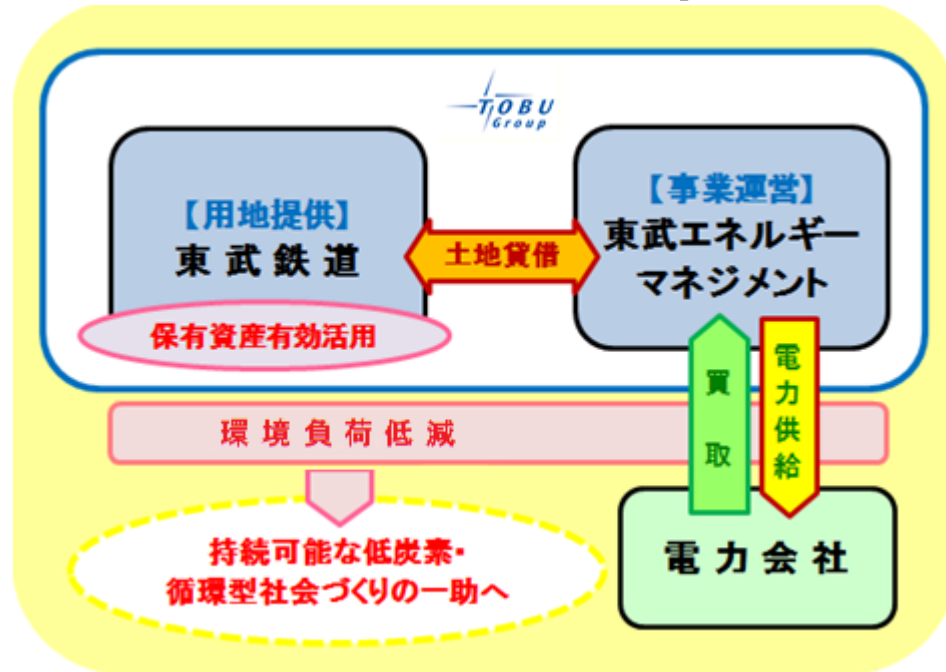 TOBU
Group
【用地提供】
東武鉄道
保有資産有効活用
土地貸借
【事業運営】
東武エネルギー
マネジメント
買取
電力供給
環境負荷低減
持続可能な低炭素・
循環型社会づくりの一助へ
電力会社